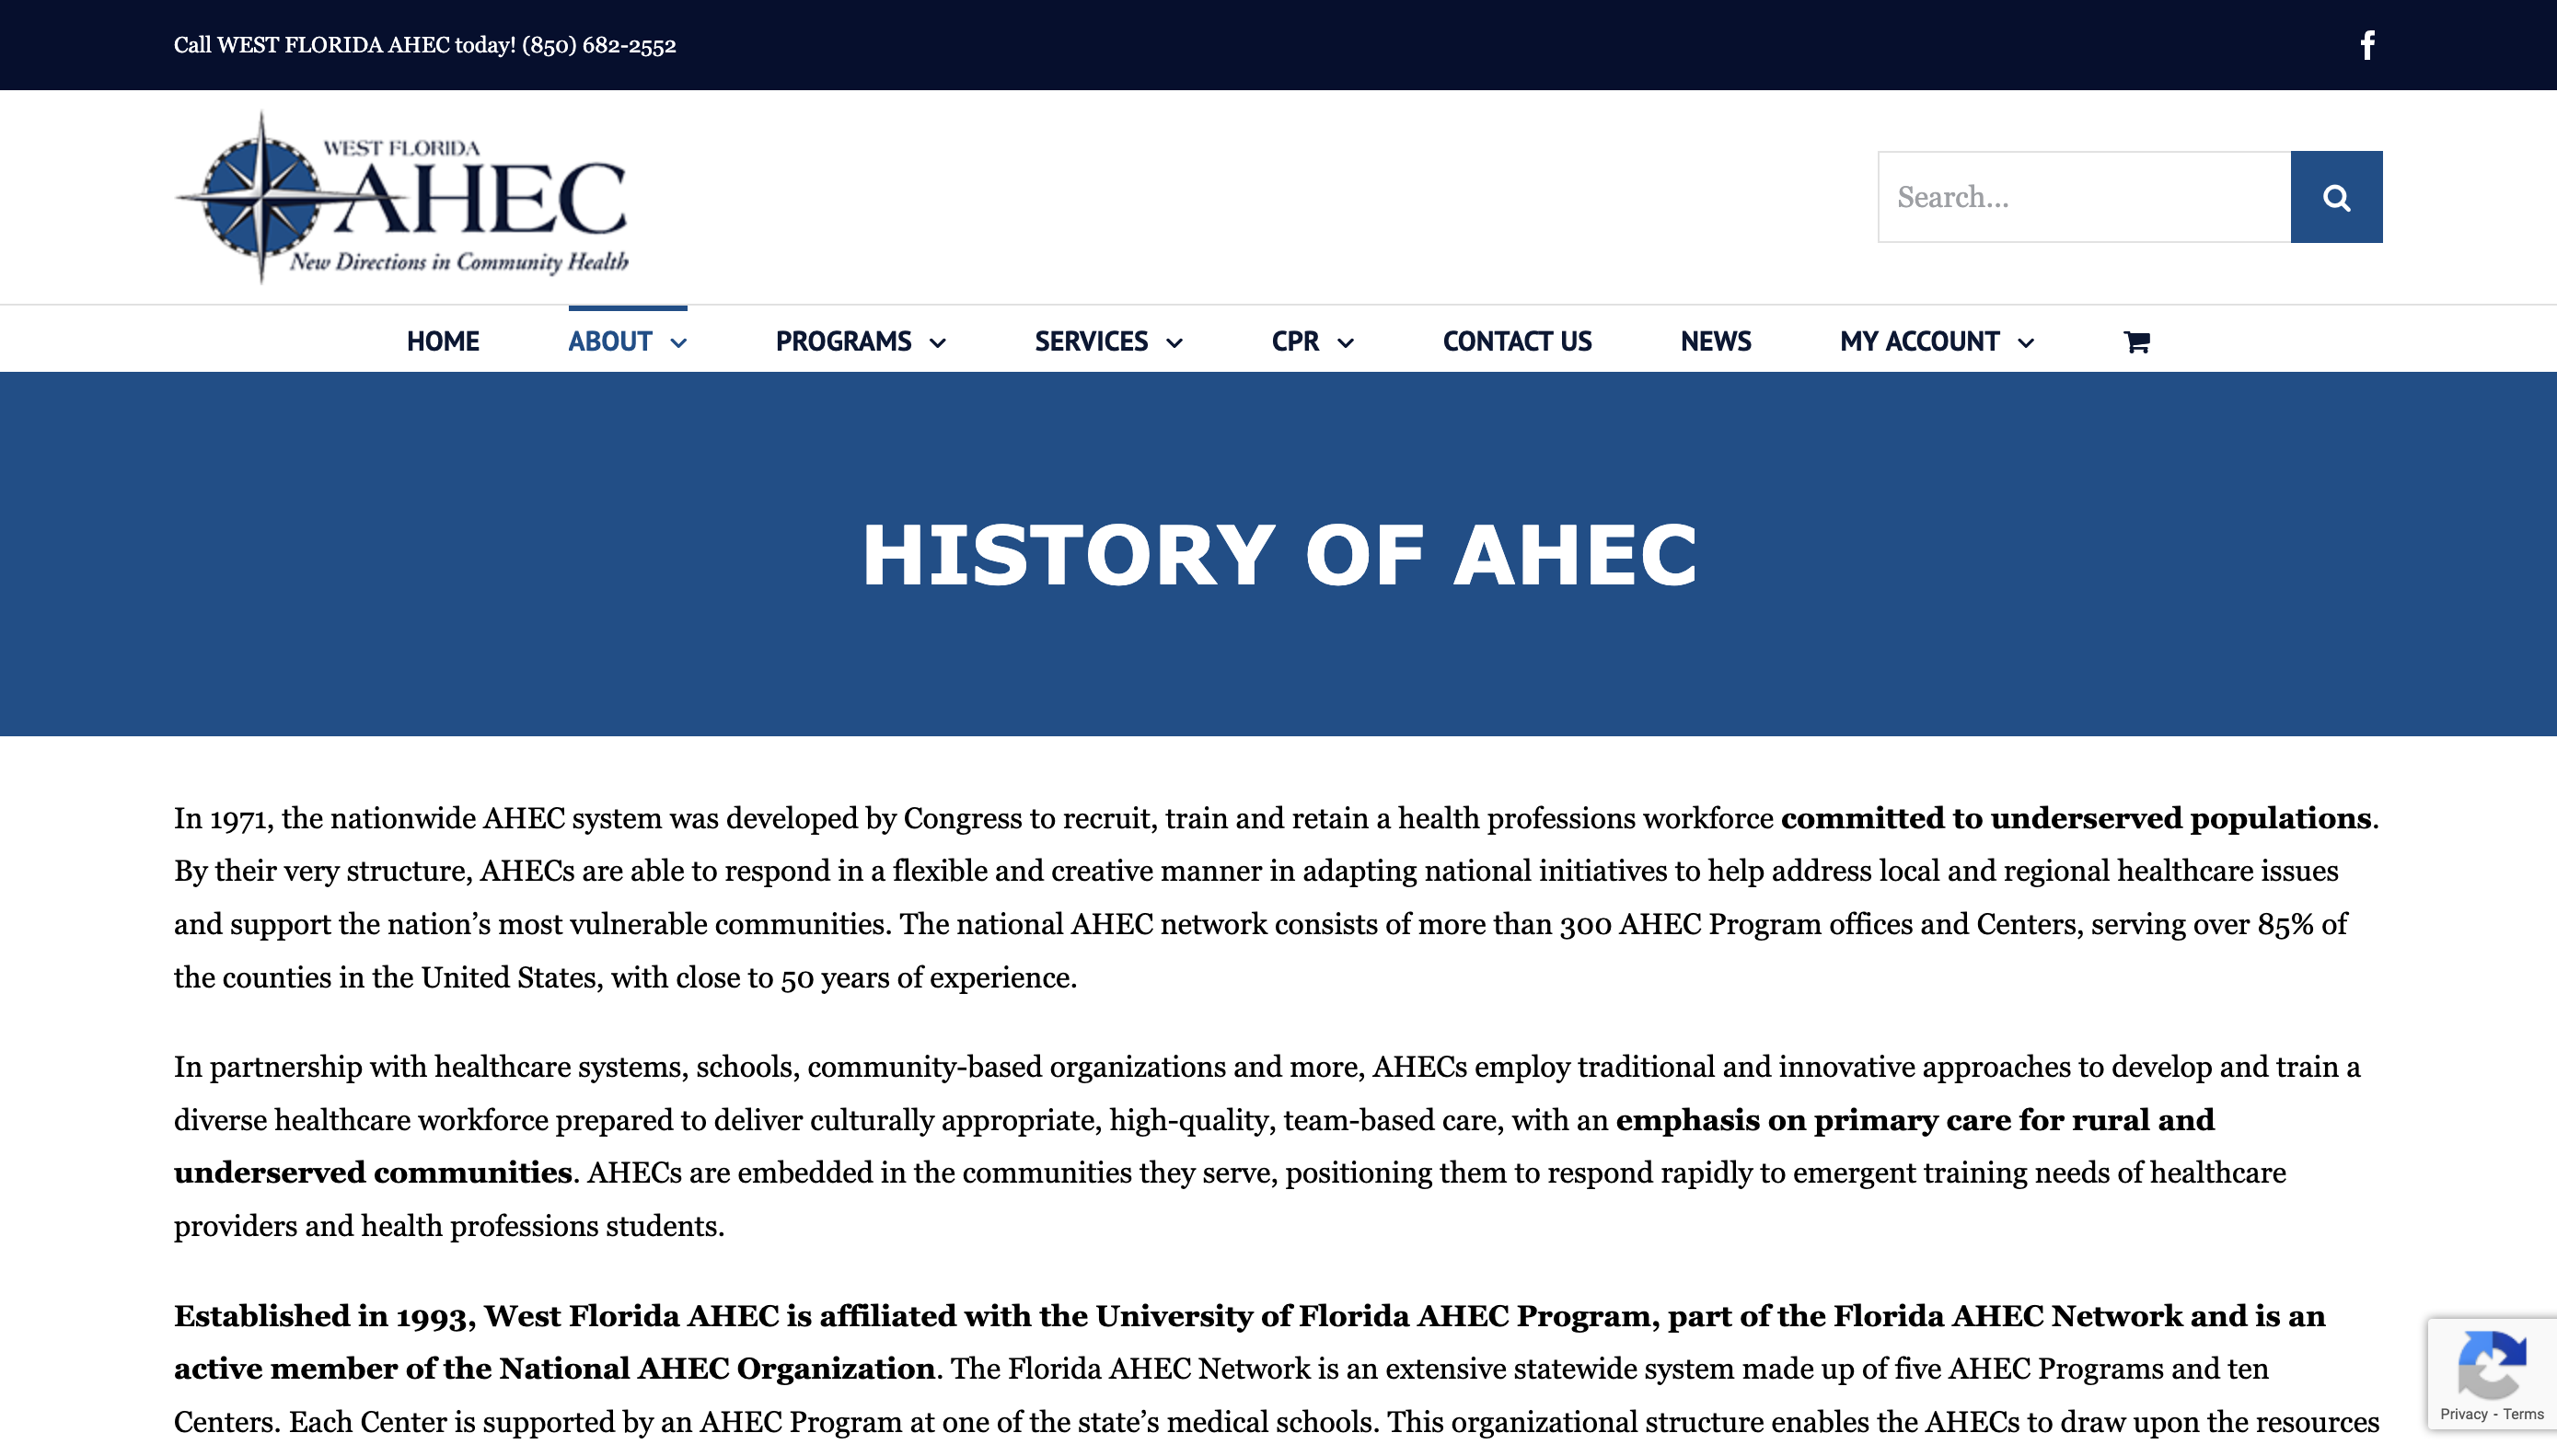 Call WEST FLORIDA AHEC today! (850) 682-2552
WEST FLORIDA
AHEC
New Directions in Community Health
Search...
HOME ABOUT PROGRAMS SERVICES CPR CONTACT US NEWS MY ACCOUNT
HISTORY OF AHEC
In 1971, the nationwide AHEC system was developed by Congress to recruit, train and retain a health professions workforce committed to underserved populations.
By their very structure, AHECs are able to respond in a flexible and creative manner in adapting national initiatives to help address local and regional healthcare issues
and support the nation’s most vulnerable communities. The national AHEC network consists of more than 300 AHEC Program offices and Centers, serving over 85% of
the counties in the United States, with close to 50 years of experience.
In partnership with healthcare systems, schools, community-based organizations and more, AHECs employ traditional and innovative approaches to develop and train a
diverse healthcare workforce prepared to deliver culturally appropriate, high-quality, team-based care, with an emphasis on primary care for rural and
underserved communities. AHECs are embedded in the communities they serve, positioning them to respond rapidly to emergent training needs of healthcare
providers and health professions students.
Established in 1993, West Florida AHEC is affiliated with the University of Florida AHEC Program, part of the Florida AHEC Network and is an
active member of the National AHEC Organization. The Florida AHEC Network is an extensive statewide system made up of five AHEC Programs and ten
Centers. Each Center is supported by an AHEC Program at one of the state’s medical schools. This organizational structure enables the AHECs to draw upon the resources
Privacy - Terms